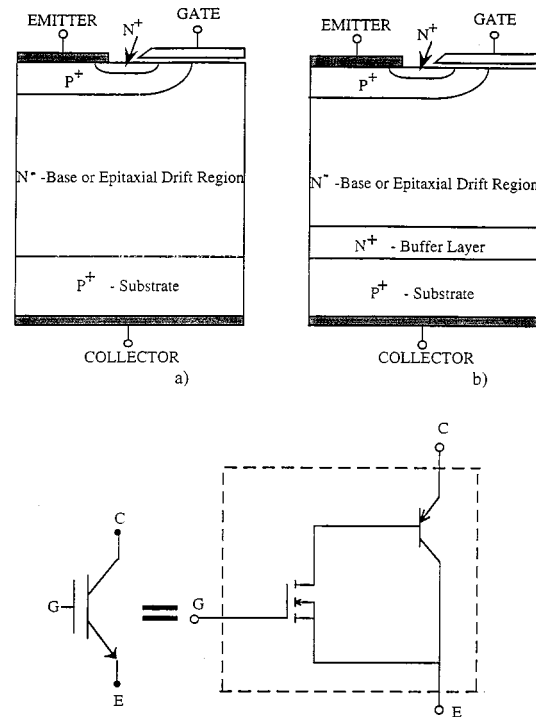 EMITTER N+ GATE
P+
N- -Base or Epitaxial Drift Region
P+ - Substrate
COLLECTOR
a)
EMITTER N+ GATE
P+
N- -Base or Epitaxial Drift Region
N+ - Buffer Layer
P+ - Substrate
COLLECTOR
b)
C
G
E
=
C
G
E